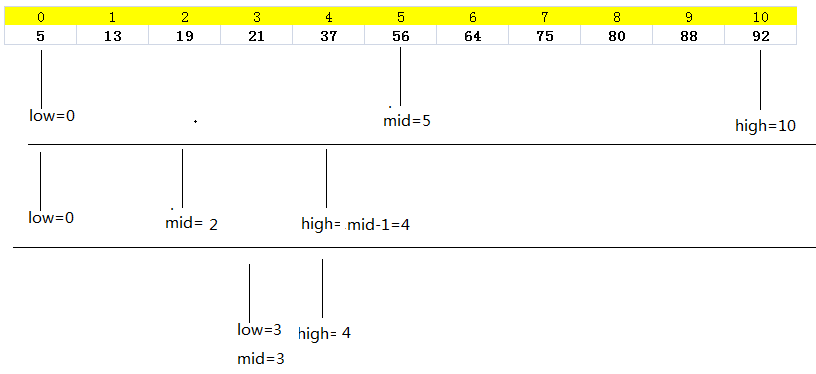 0 1 2 3 4 5 6 7 8 9 10
5 13 19 21 37 56 64 75 80 88 92
low=0 mid=5 high=10
low=0 mid= 2 high= mid-1=4
low=3 high= 4
mid=3